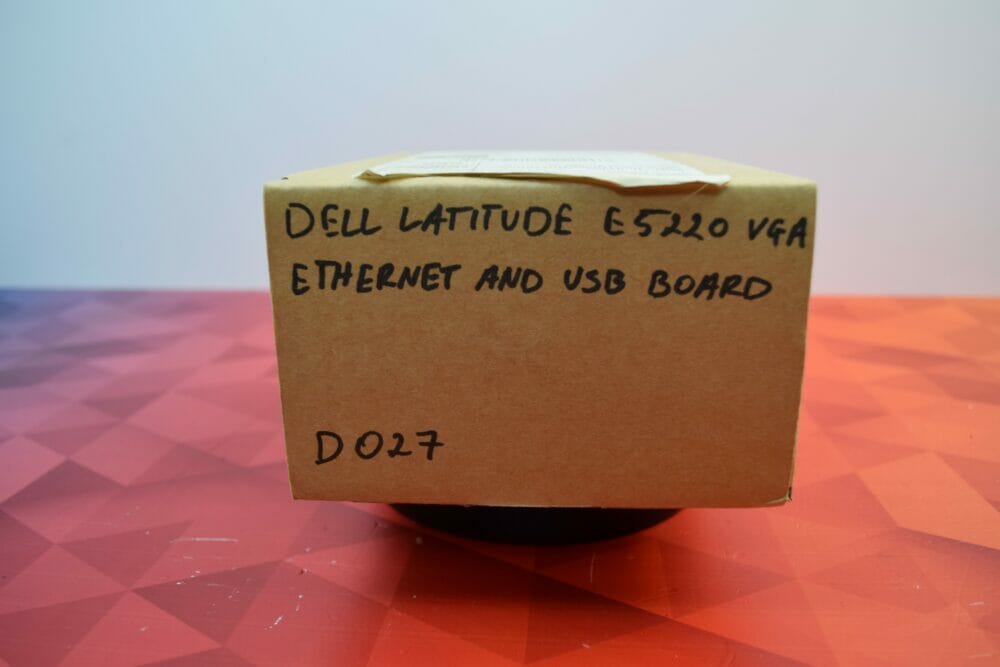 DELL LATITUDE E5220 VGA
ETHERNET AND USB BOARD
D027